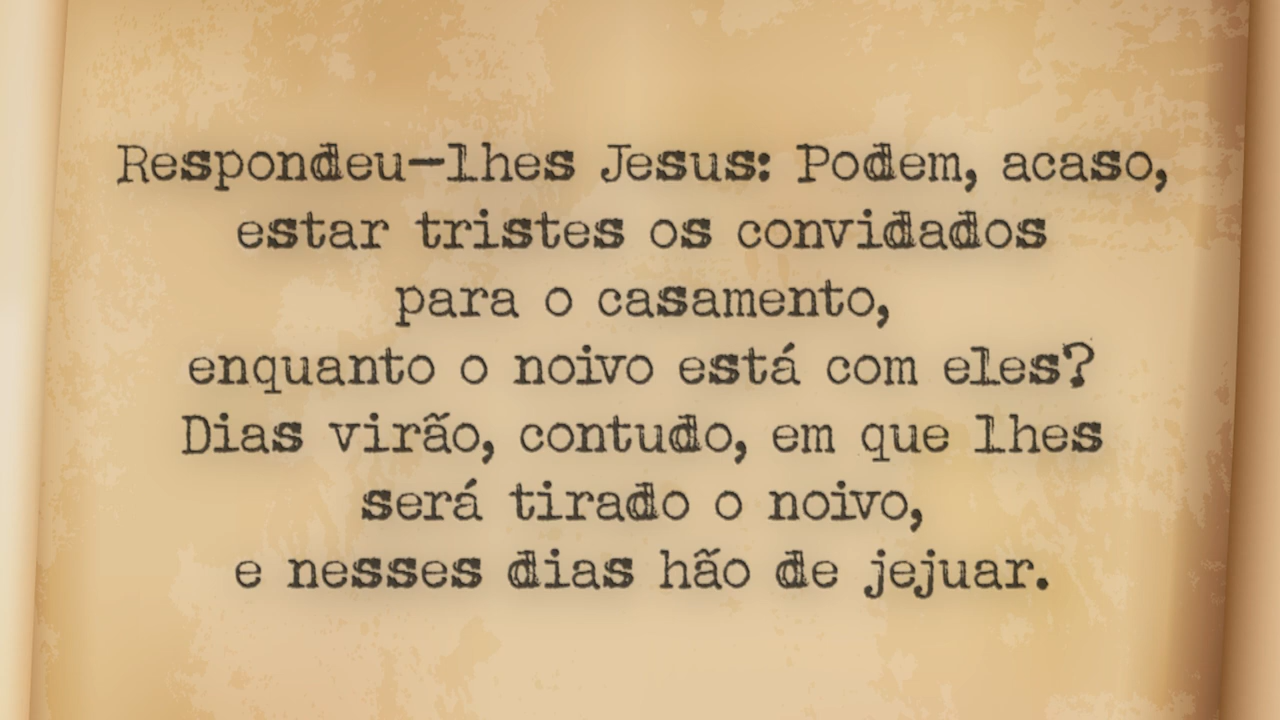 Respondeu-lhes Jesus: Podem, acaso,
estar tristes os convidados
para o casamento,
enquanto o noivo está com eles?
Dias virão, contudo, em que lhes
será tirado o noivo,
e nesses dias hão de jejuar.